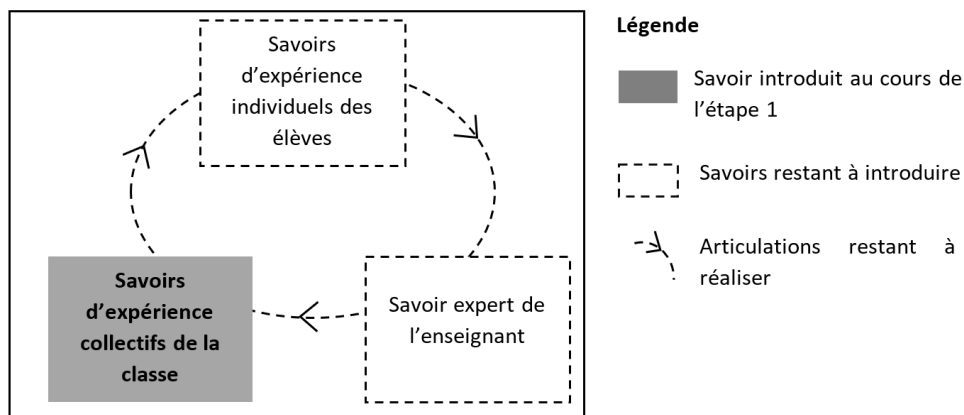 Savoirs
d'expérience
individuels des
élèves
Savoirs
d'expérience
collectifs de la
classe
Savoir expert de
l'enseignant
Légende
Savoir introduit au cours de
l'étape 1
Savoirs restant à introduire
Articulations restant à
réaliser